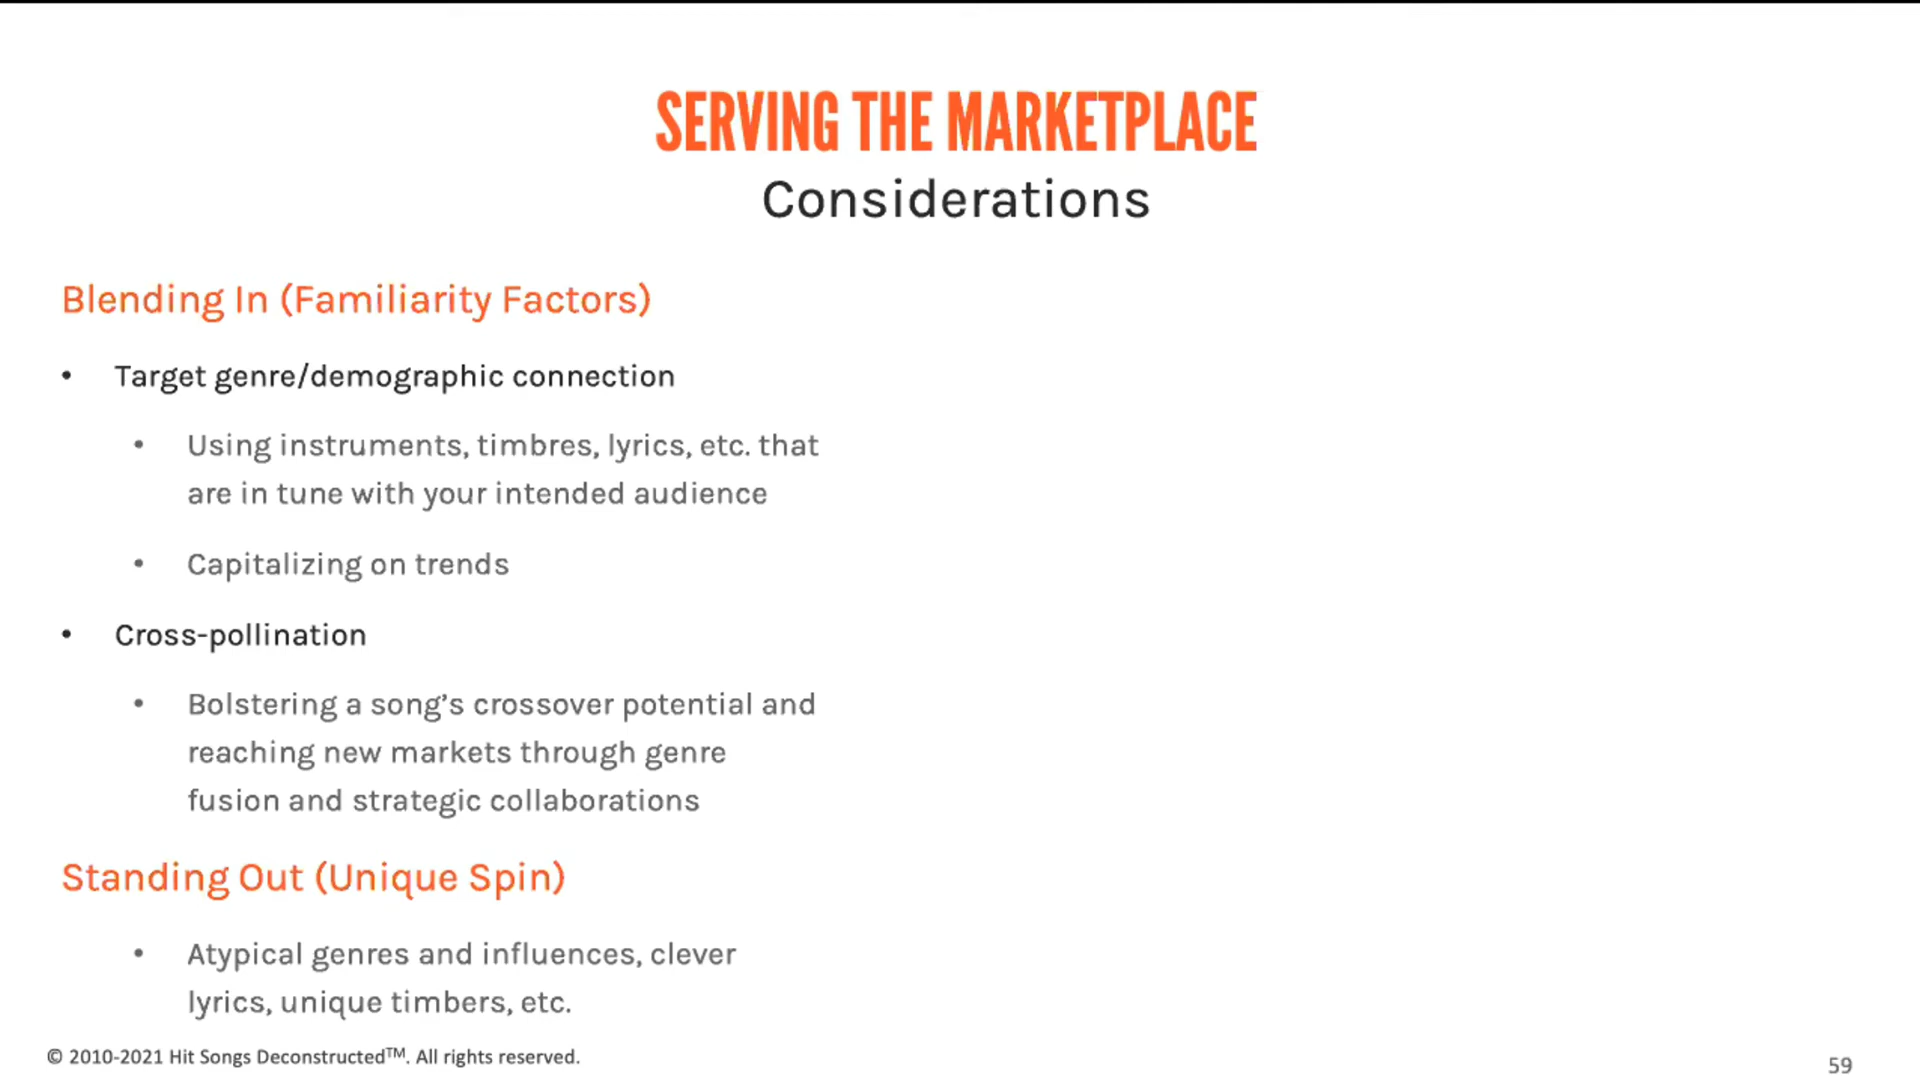 SERVING THE MARKETPLACE
Considerations
Blending In (Familiarity Factors)
• Target genre/demographic connection
• Using instruments, timbres, lyrics, etc. that
are in tune with your intended audience
• Capitalizing on trends
• Cross-pollination
• Bolstering a song’s crossover potential and
reaching new markets through genre
fusion and strategic collaborations
Standing Out (Unique Spin)
• Atypical genres and influences, clever
lyrics, unique timbers, etc.
© 2010-2021 Hit Songs Deconstructed™. All rights reserved.
59